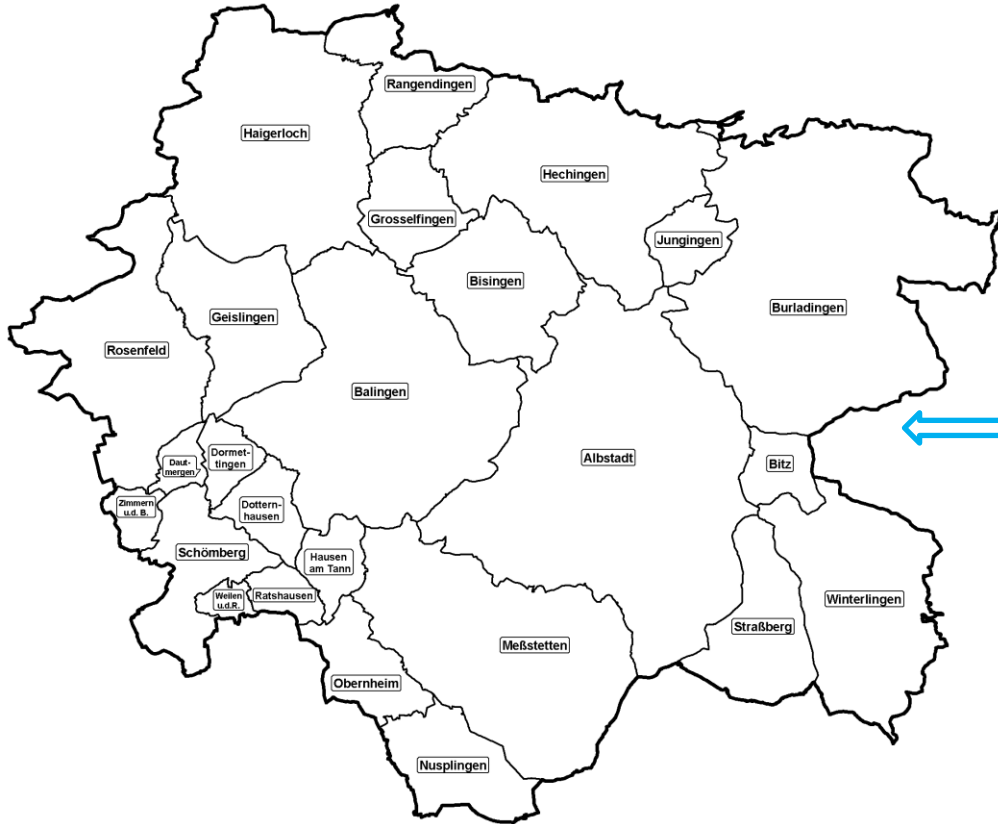 Rangendingen
Haigerloch
Hechingen
Grosselfingen
Jungingen
Bisingen
Burladingen
Geislingen
Rosenfeld
Balingen
Albstadt
Bitz
Dormet-
tingen
Daut-
mergen
Zimmern
u.d. B.
Dottern-
hausen
Schömberg
Hausen
am Tann
Weilen
u.d.R.
Ratshausen
Winterlingen
Straßberg
Meßstetten
Obernheim
Nusplingen